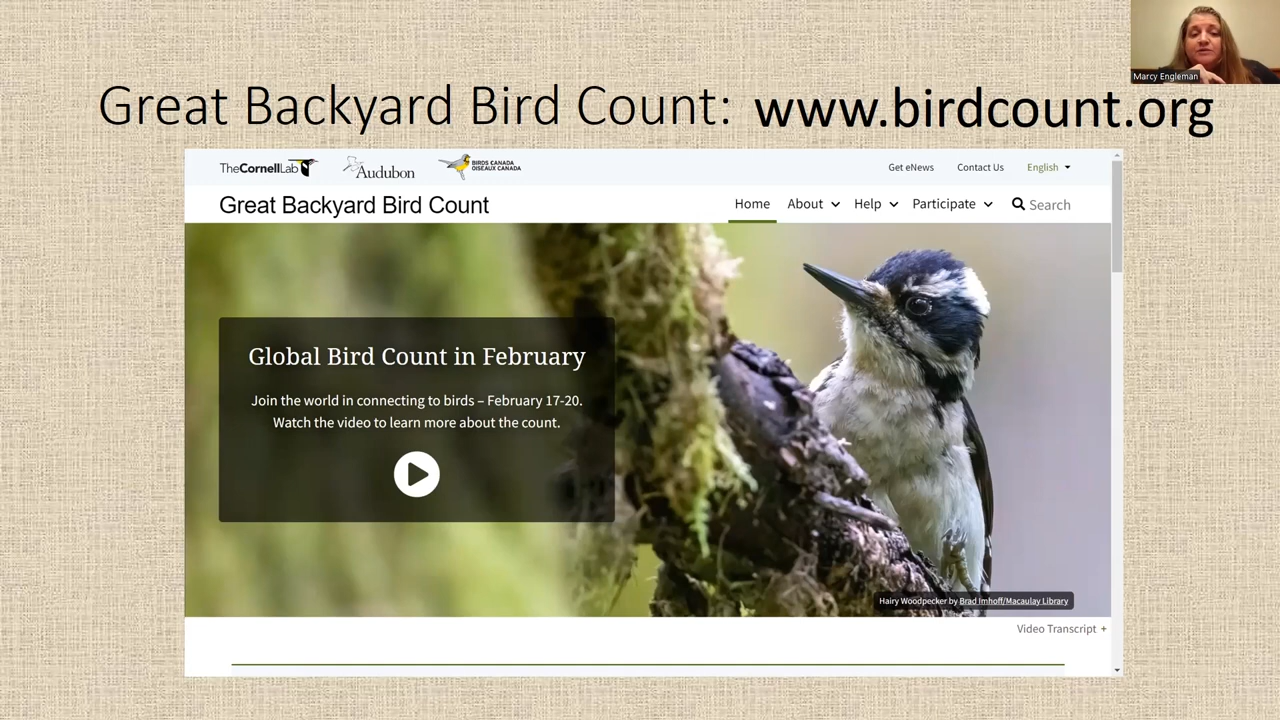 Marcy Engleman
Great Backyard Bird Count: www.birdcount.org
TheCornellLab Audubon BIRDS CANADA
OISEAUX CANADA
Get eNews Contact Us English
Great Backyard Bird Count
Home About Help Participate Search
Global Bird Count in February
Join the world in connecting to birds – February 17-20.
Watch the video to learn more about the count.
Hairy Woodpecker by Brad Imhoff/Macaulay Library
Video Transcript +